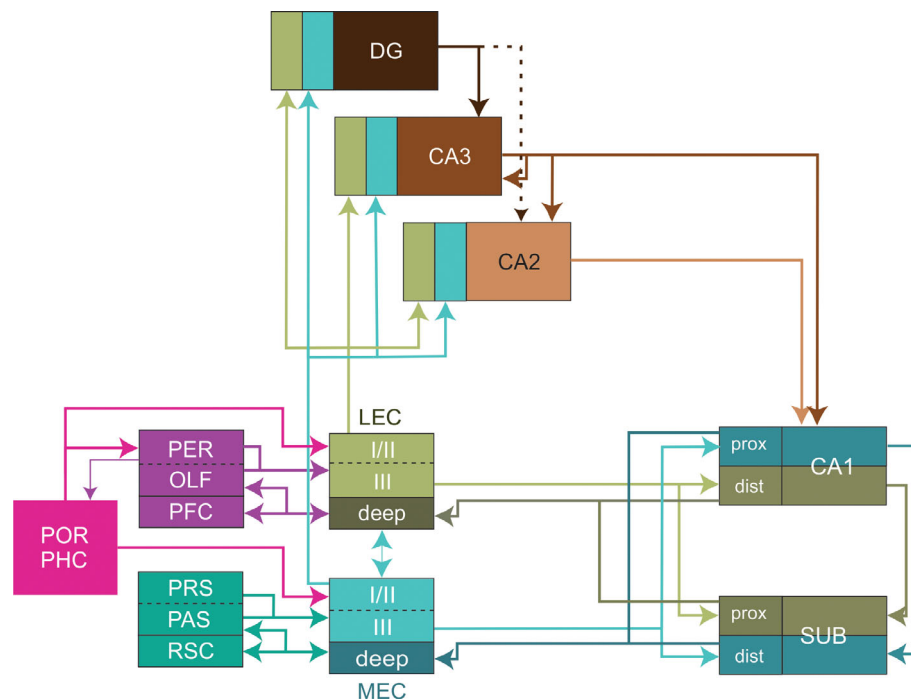 DG
CA3
CA2
LEC
I/II
III
deep
PER
OLF
PFC
POR
PHC
PRS
PAS
RSC
I/II
III
deep
MEC
prox
dist
CA1
prox
dist
SUB